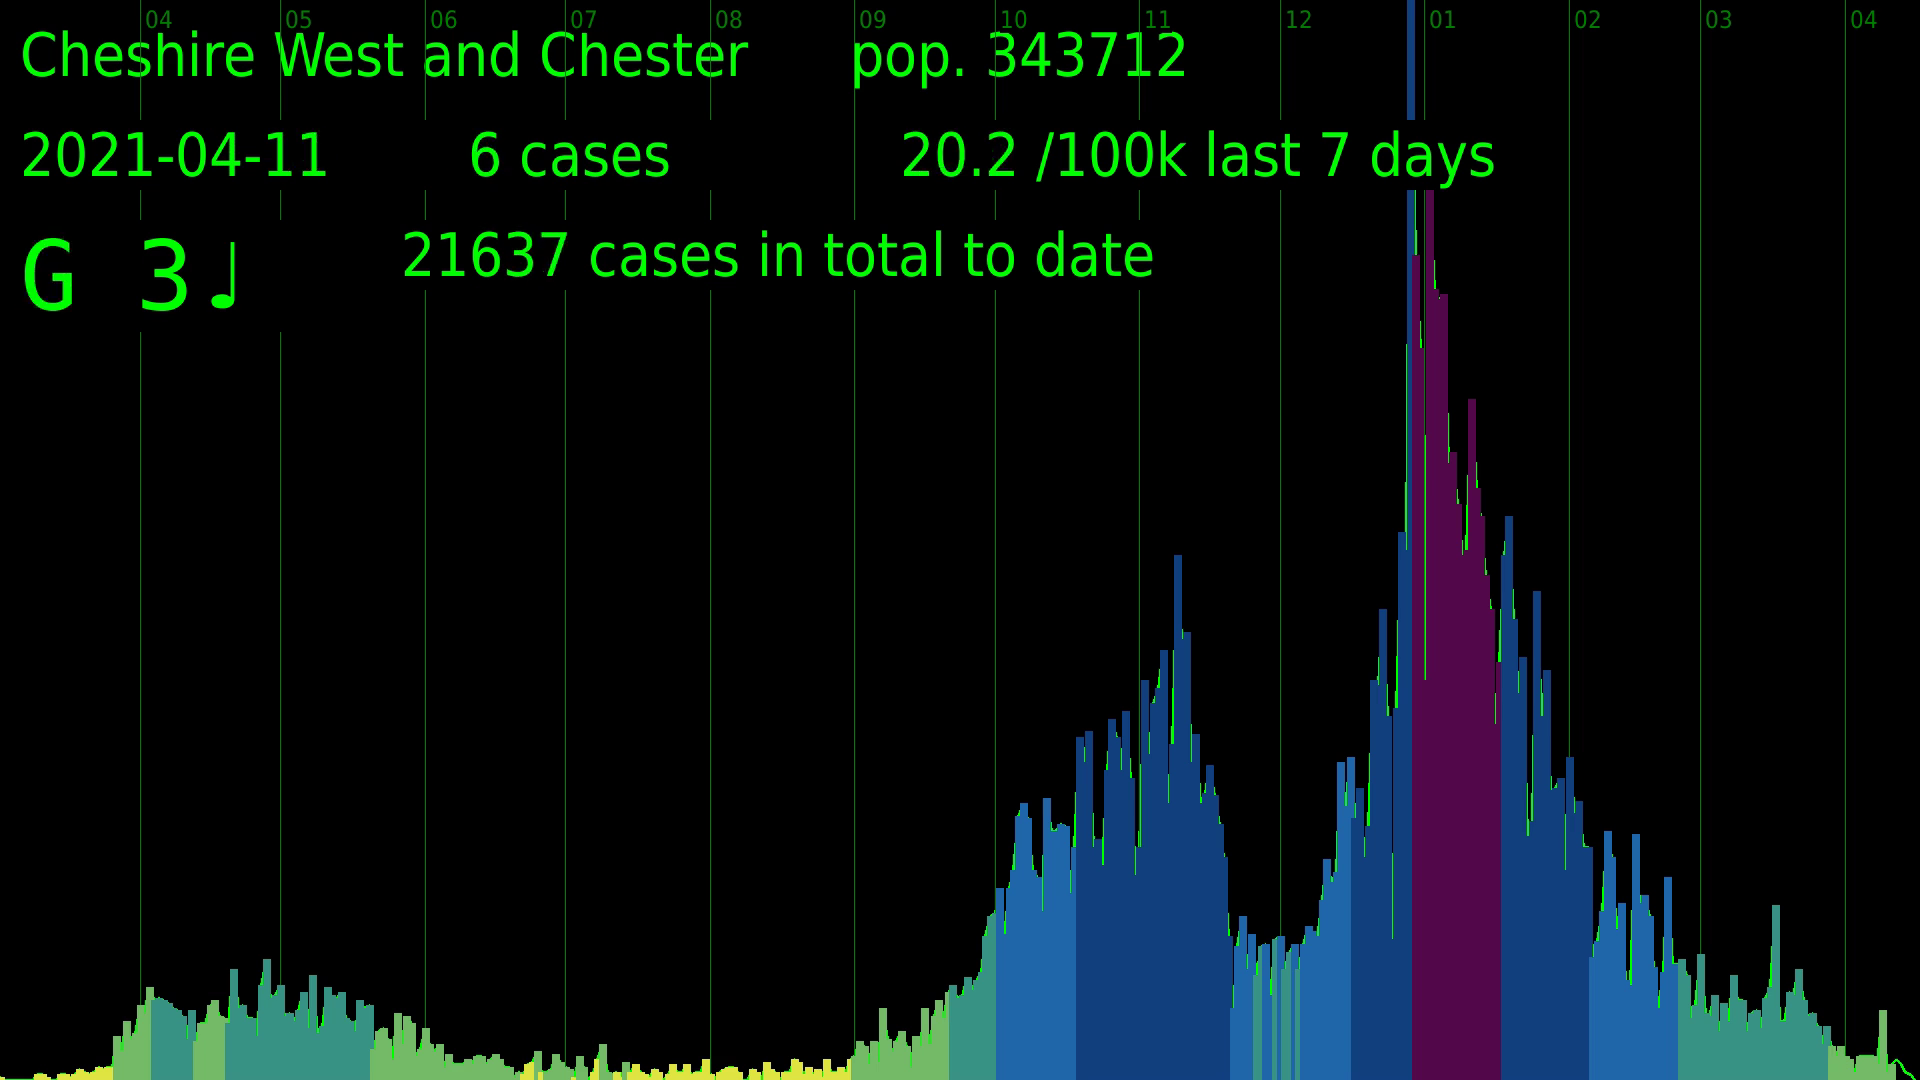 04 05 06 07 08 09 10 11 12 01 02 03 04
Cheshire West and Chester pop. 343712
2021-04-11 6 cases 20.2 /100k last 7 days
G 3♩ 21637 cases in total to date